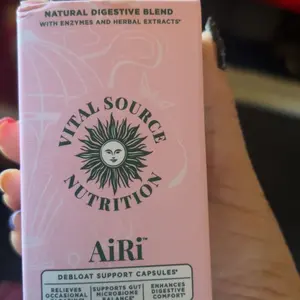 NATURAL DIGESTIVE BLEND
WITH ENZYMES AND HERBAL EXTRACTS*
VITAL SOURCE
NUTRITION
AiRi™
DEBLOAT SUPPORT CAPSULES*
RELIEVES
OCCASIONAL
SUPPORTS GUT
MICROBIOME
BALANCE*
ENHANCES
DIGESTIVE
COMFORT*